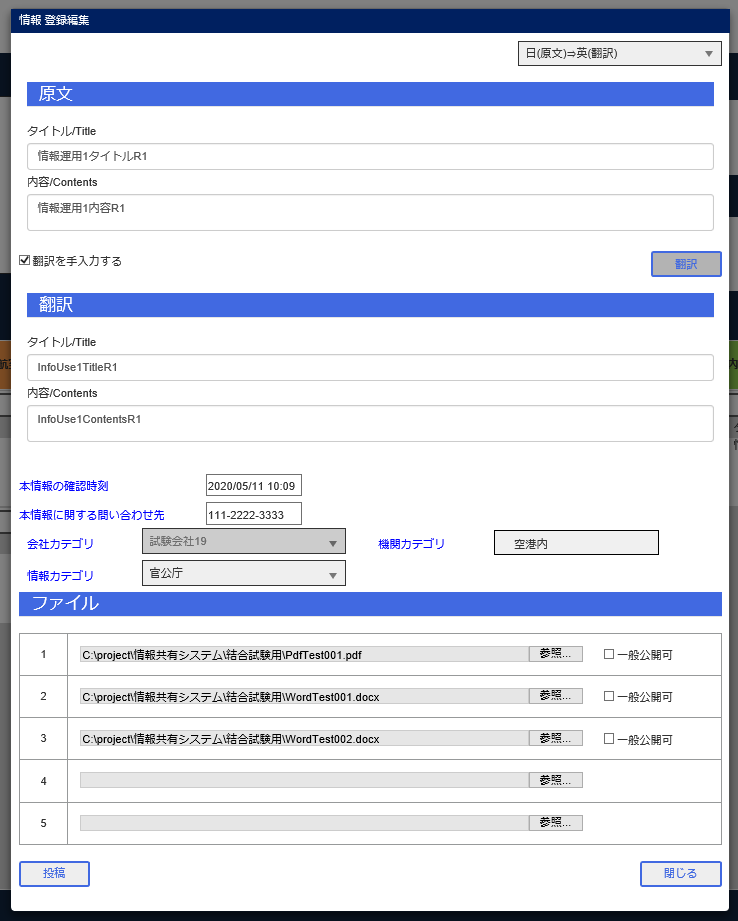 情報 登録編集
日(原文)⇒英(翻訳)
原文
タイトル/Title
情報運用1タイトルR1
内容/Contents
情報運用1内容R1
翻訳を手入力する
翻訳
翻訳
タイトル/Title
InfoUse1TitleR1
内容/Contents
InfoUse1ContentsR1
本情報の確認時刻 2020/05/11 10:09
本情報に関する問い合わせ先 111-2222-3333
会社カテゴリ 試験会社19 機関カテゴリ 空港内
情報カテゴリ 官公庁
ファイル
1 C:\project\情報共有システム\結合試験用\PdfTest001.pdf 参照... 一般公開可
2 C:\project\情報共有システム\結合試験用\WordTest001.docx 参照... 一般公開可
3 C:\project\情報共有システム\結合試験用\WordTest002.docx 参照... 一般公開可
4 参照...
5 参照...
投稿 閉じる